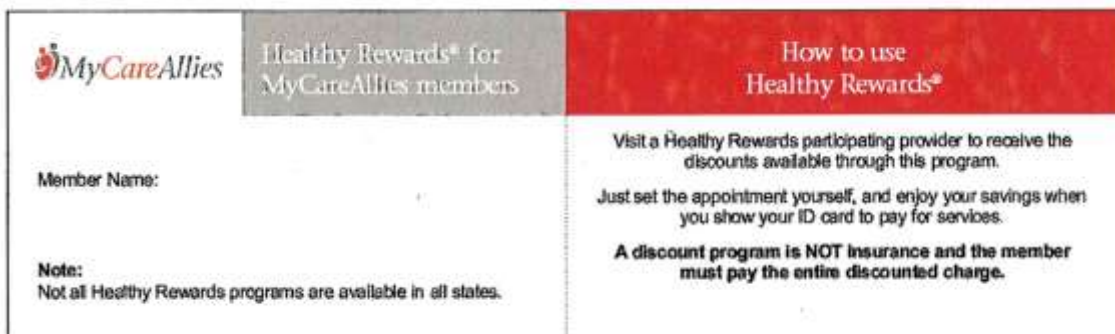 MyCareAllies
Healthy Rewards® for
MyCareAllies members
Member Name:
Note:
Not all Healthy Rewards programs are available in all states.
How to use
Healthy Rewards®
Visit a Healthy Rewards participating provider to receive the
discounts available through this program.
Just set the appointment yourself, and enjoy your savings when
you show your ID card to pay for services.
A discount program is NOT insurance and the member
must pay the entire discounted charge.